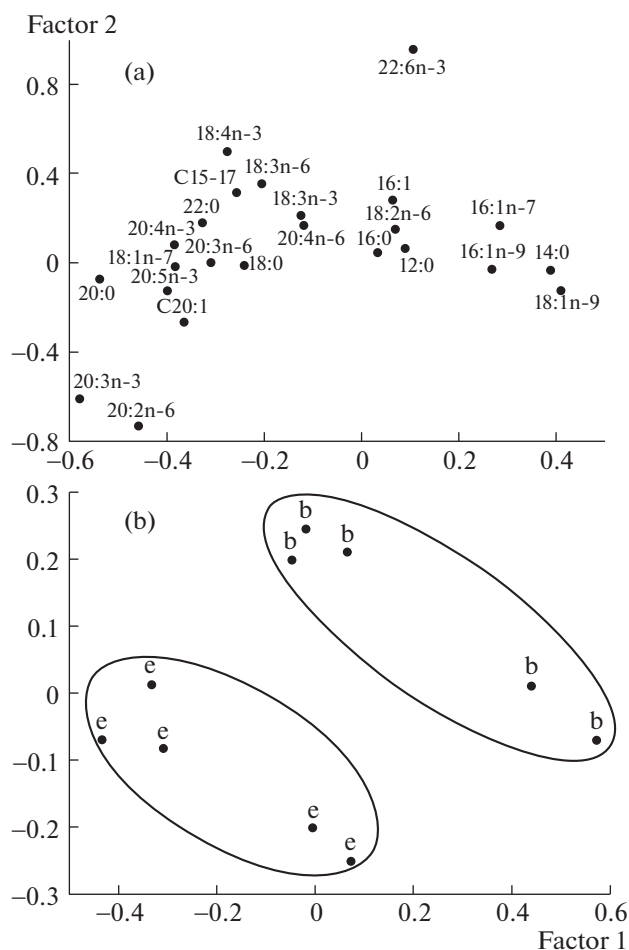 Factor 2
(a)
0.8
22:6n-3
18:4n-3
18:3n-6
C15-17
0.4
22:0
18:3n-3
16:1
16:1n-7
20:4n-3
18:2n-6
18:1n-7
20:3n-6
20:4n-6
16:0
16:1n-9
14:0
0
20:5n-3
18:0
12:0
20:0
C20:1
18:1n-9
−0.4
20:3n-3
20:2n-6
−0.8
−0.6
−0.4
−0.2
0
0.2
0.4
0.3
(b)
b
b
b
0.2
0.1
e
b
0
e
e
b
−0.1
e
−0.2
e
−0.3
−0.4
−0.2
0
0.2
0.4
0.6
Factor 1